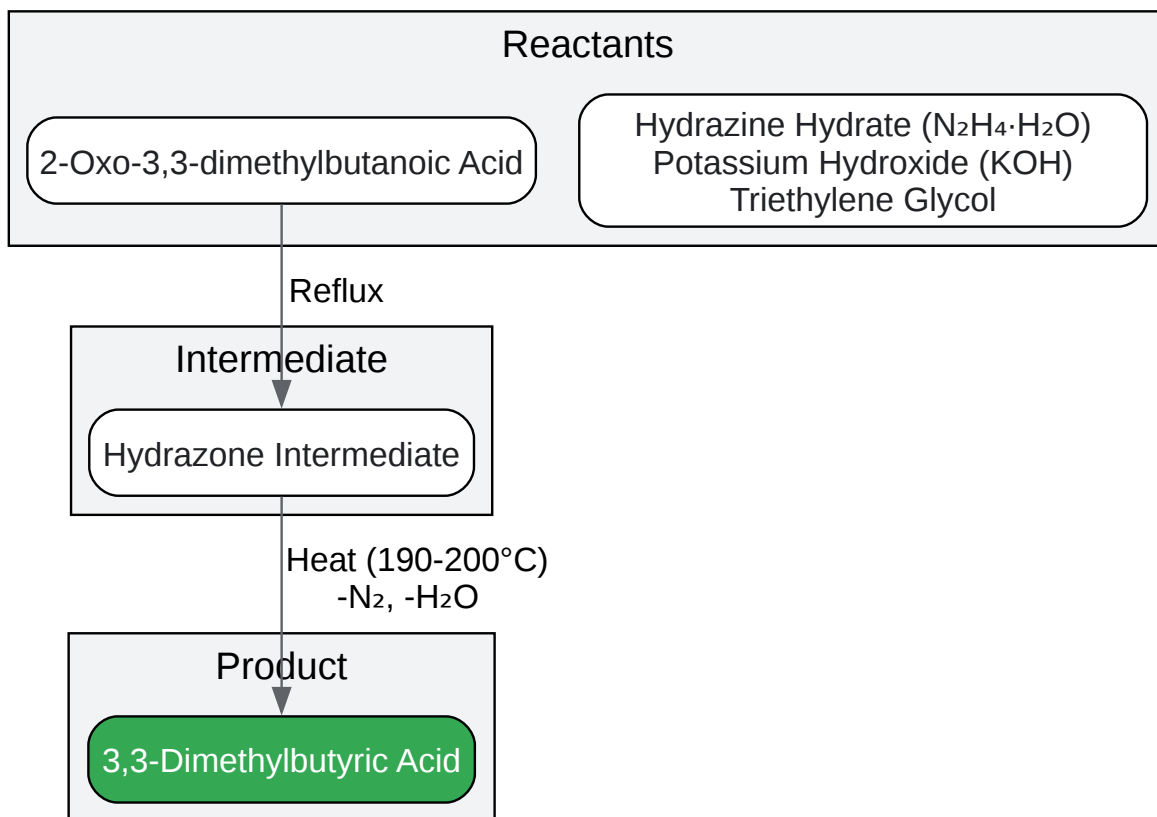 Reactants
2-Oxo-3,3-dimethylbutanoic Acid
Hydrazine Hydrate (N₂H₄·H₂O)
Potassium Hydroxide (KOH)
Triethylene Glycol
Reflux
Intermediate
Hydrazone Intermediate
Heat (190-200°C)
-N₂, -H₂O
Product
3,3-Dimethylbutyric Acid